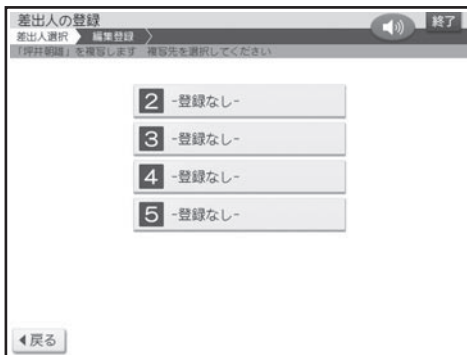 差出人の登録
終了
差出人選択 編集登録
「坪井朝雄」を複写します 複写先を選択してください
2 -登録なし-
3 -登録なし-
4 -登録なし-
5 -登録なし-
戻る